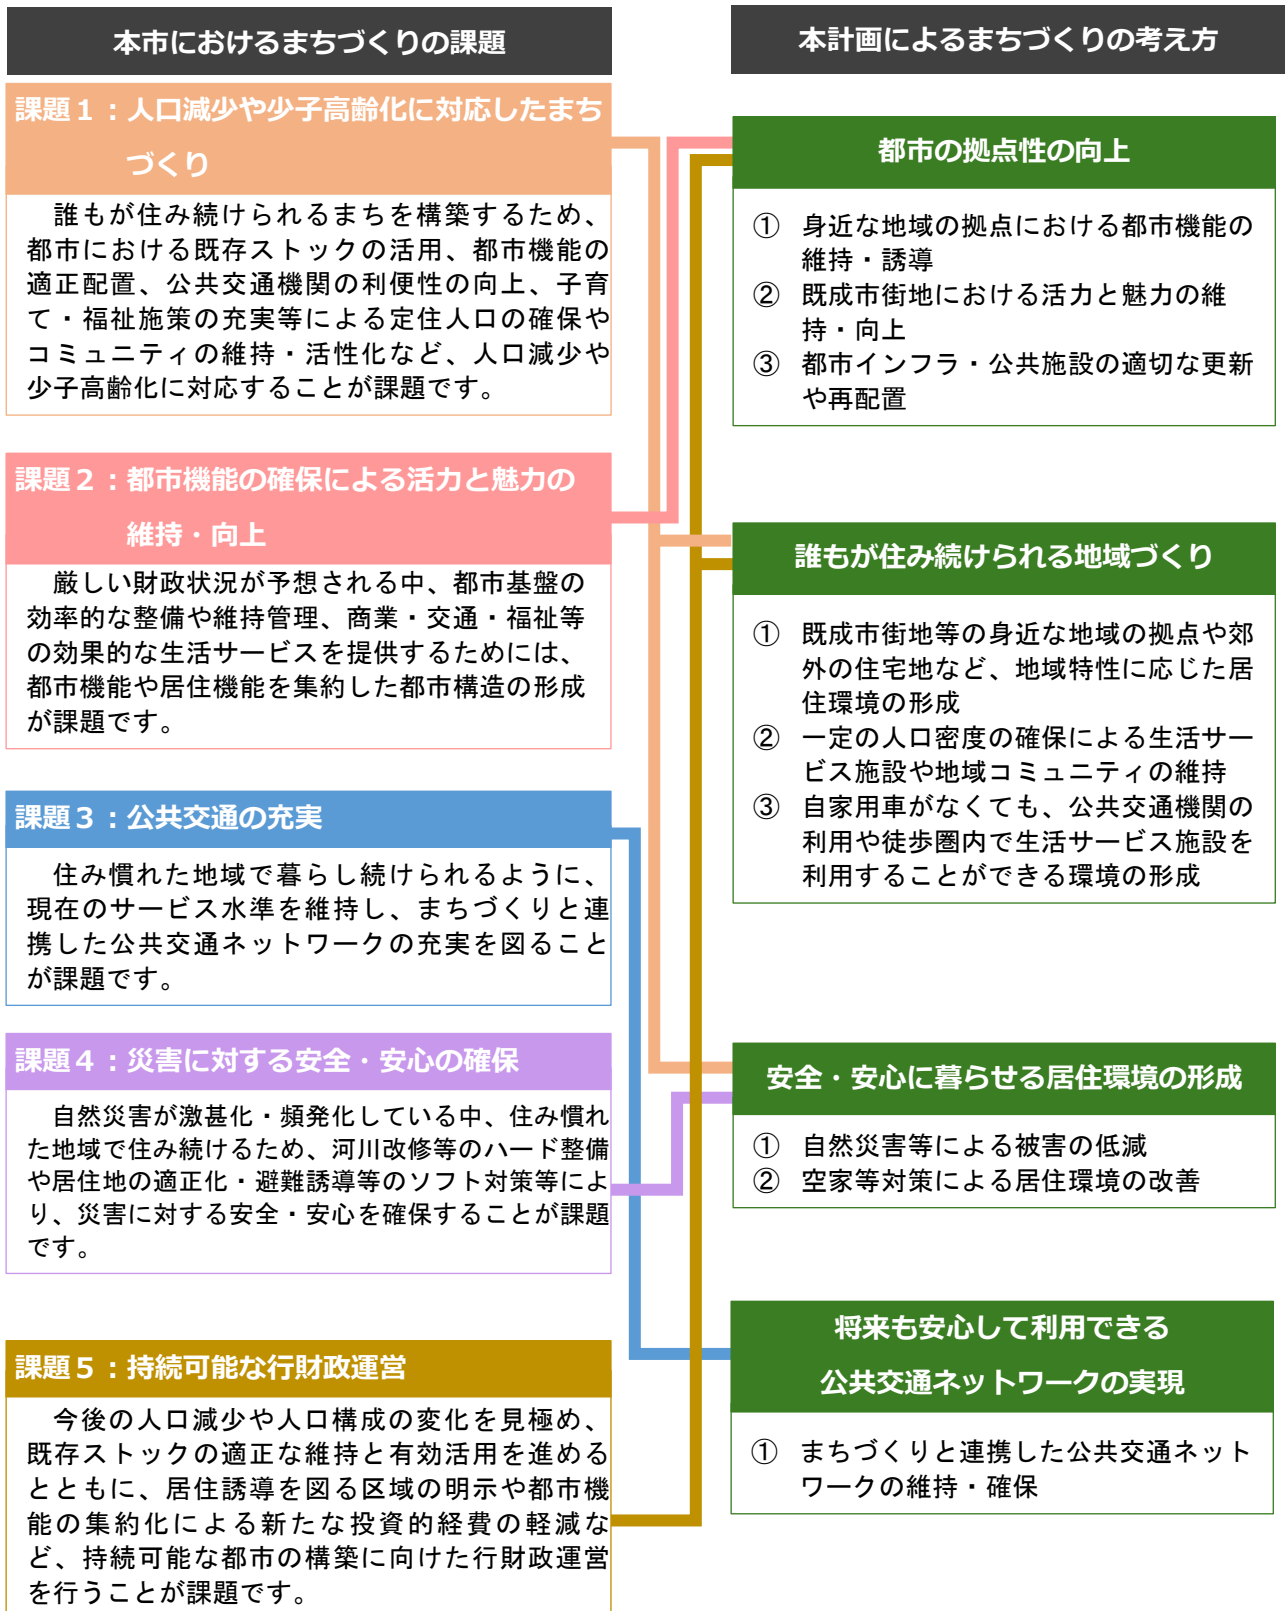 本市におけるまちづくりの課題
課題１：人口減少や少子高齢化に対応したまち
づくり
誰もが住み続けられるまちを構築するため、
都市における既存ストックの活用、都市機能の
適正配置、公共交通機関の利便性の向上、子育
て・福祉施策の充実等による定住人口の確保や
コミュニティの維持・活性化など、人口減少や
少子高齢化に対応することが課題です。
課題２：都市機能の確保による活力と魅力の
維持・向上
厳しい財政状況が予想される中、都市基盤の
効率的な整備や維持管理、商業・交通・福祉等
の効果的な生活サービスを提供するためには、
都市機能や居住機能を集約した都市構造の形成
が課題です。
課題３：公共交通の充実
住み慣れた地域で暮らし続けられるように、
現在のサービス水準を維持し、まちづくりと連
携した公共交通ネットワークの充実を図ること
が課題です。
課題４：災害に対する安全・安心の確保
自然災害が激甚化・頻発化している中、住み慣れ
た地域で住み続けるため、河川改修等のハード整備
や居住地の適正化・避難誘導等のソフト対策等によ
り、災害に対する安全・安心を確保することが課題
です。
課題５：持続可能な行財政運営
今後の人口減少や人口構成の変化を見極め、
既存ストックの適正な維持と有効活用を進める
とともに、居住誘導を図る区域の明示や都市機
能の集約化による新たな投資的経費の軽減な
ど、持続可能な都市の構築に向けた行財政運営
を行うことが課題です。
本計画によるまちづくりの考え方
都市の拠点性の向上
① 身近な地域の拠点における都市機能の
維持・誘導
② 既成市街地における活力と魅力の維
持・向上
③ 都市インフラ・公共施設の適切な更新
や再配置
誰もが住み続けられる地域づくり
① 既成市街地等の身近な地域の拠点や郊
外の住宅地など、地域特性に応じた居
住環境の形成
② 一定の人口密度の確保による生活サー
ビス施設や地域コミュニティの維持
③ 自家用車がなくても、公共交通機関の
利用や徒歩圏内で生活サービス施設を
利用することができる環境の形成
安全・安心に暮らせる居住環境の形成
① 自然災害等による被害の低減
② 空家等対策による居住環境の改善
将来も安心して利用できる
公共交通ネットワークの実現
① まちづくりと連携した公共交通ネット
ワークの維持・確保